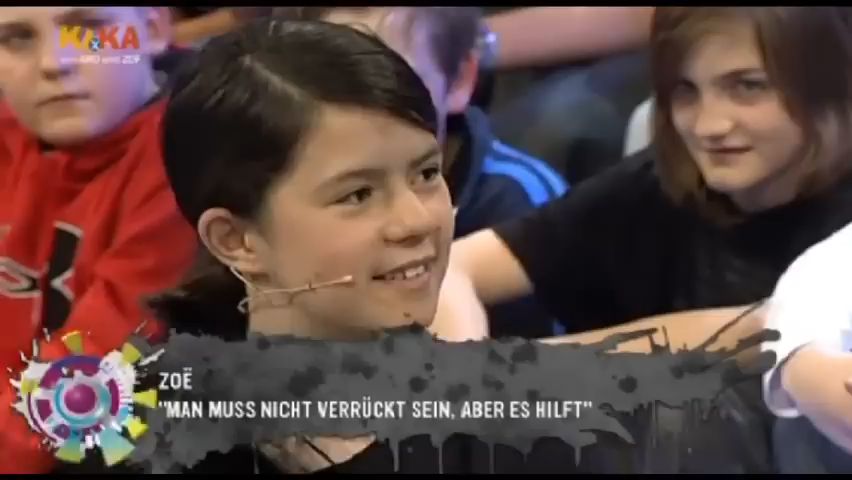 KiKA
von ARD und ZDF
ZOË
"MAN MUSS NICHT VERRÜCKT SEIN, ABER ES HILFT"